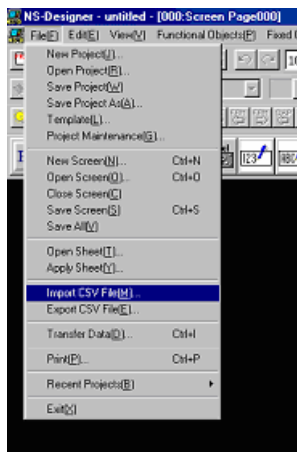 NS-Designer - untitled - [000:Screen Page000]
File(F) Edit(E) View(V) Functional Objects(P) Fixed
New Project(J)...
Open Project(R)...
Save Project(W)
Save Project As(A)...
Template(L)...
Project Maintenance(G)...
New Screen(N)... Ctrl+N
Open Screen(O)... Ctrl+O
Close Screen(C)
Save Screen(S) Ctrl+S
Save All(V)
Open Sheet(T)...
Apply Sheet(Y)...
Import CSV File(M)...
Export CSV File(E)...
Transfer Data(D)... Ctrl+I
Print(P)... Ctrl+P
Recent Projects(B)
Exit(X)
123
ABC